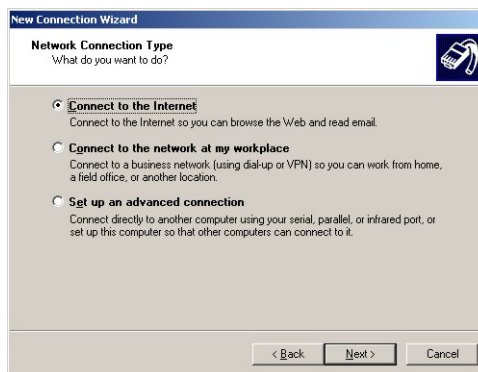 New Connection Wizard
Network Connection Type
What do you want to do?
Connect to the Internet
Connect to the Internet so you can browse the Web and read email.
Connect to the network at my workplace
Connect to a business network (using dial-up or VPN) so you can work from home,
a field office, or another location.
Set up an advanced connection
Connect directly to another computer using your serial, parallel, or infrared port, or
set up this computer so that other computers can connect to it.
< Back Next > Cancel